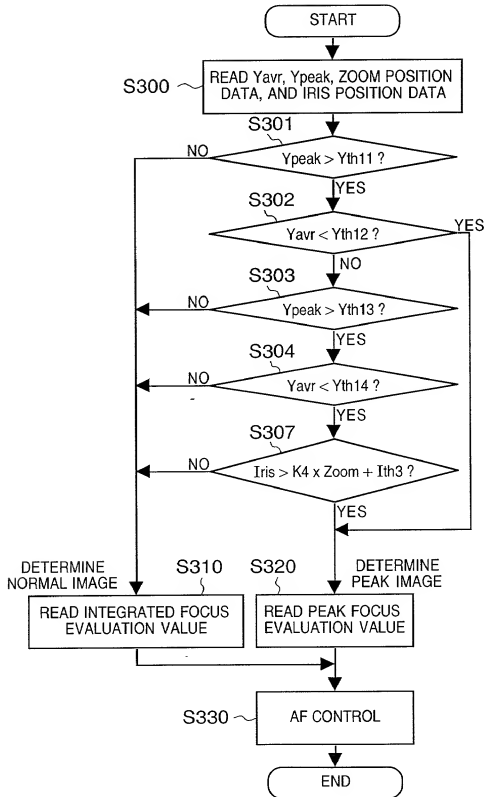 START
S300
READ Yavr, Ypeak, ZOOM POSITION
DATA, AND IRIS POSITION DATA
S301
NO
Ypeak > Yth11 ?
YES
S302
Yavr < Yth12 ?
YES
NO
S303
NO
Ypeak > Yth13 ?
YES
S304
NO
Yavr < Yth14 ?
YES
S307
NO
Iris > K4 x Zoom + Ith3 ?
YES
DETERMINE
NORMAL IMAGE
S310
S320
DETERMINE
PEAK IMAGE
READ INTEGRATED FOCUS
EVALUATION VALUE
READ PEAK FOCUS
EVALUATION VALUE
S330
AF CONTROL
END